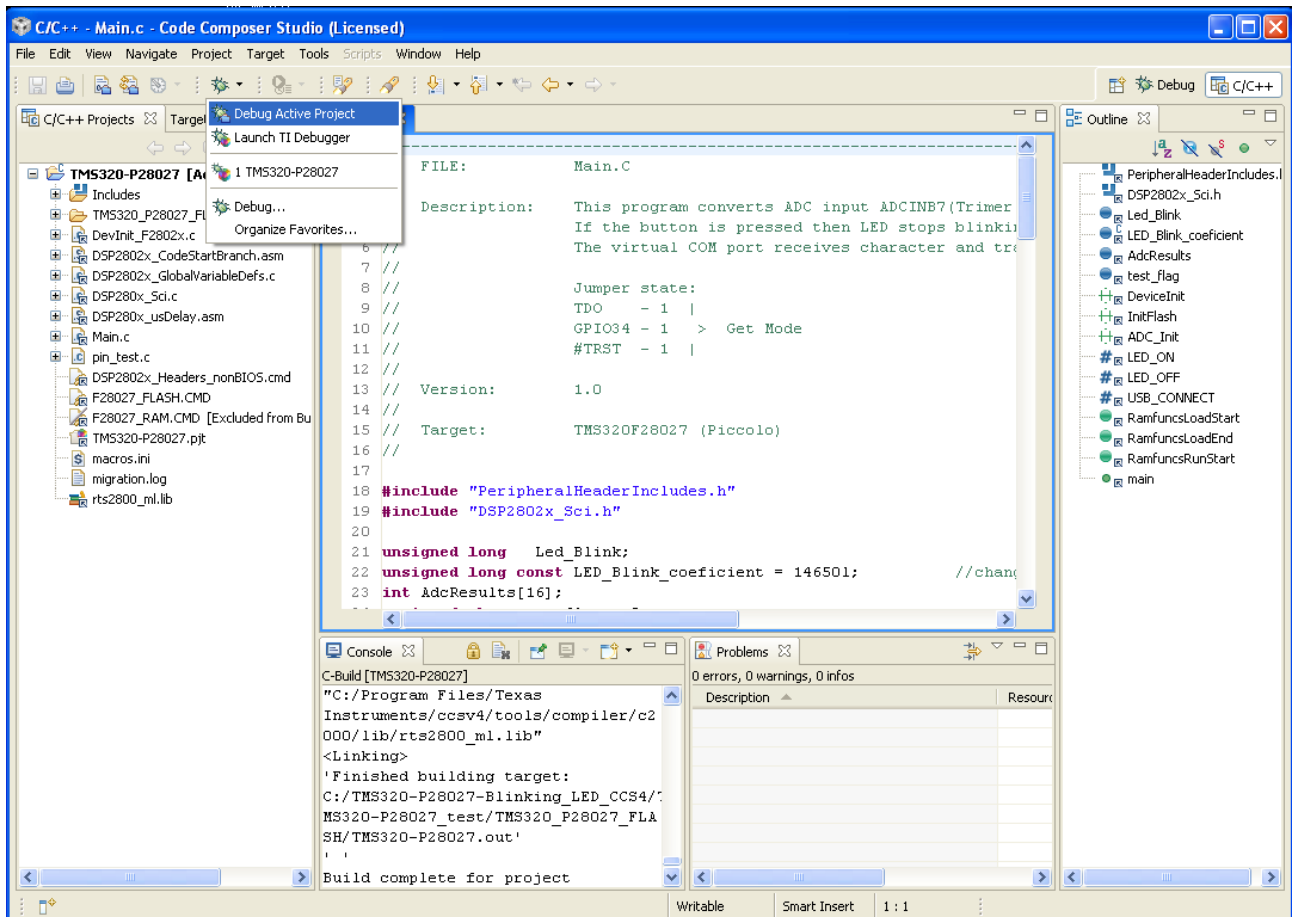 C/C++ - Main.c - Code Composer Studio (Licensed)
File Edit View Navigate Project Target Tools Scripts Window Help
Debug C/C++
C/C++ Projects
Debug Active Project
Launch TI Debugger
1 TMS320-P28027
Debug...
Organize Favorites...
TMS320-P28027
Includes
DevInit_F2802x.c
DSP2802x_CodeStartBranch.asm
DSP2802x_GlobalVariableDefs.c
DSP280x_Sci.c
DSP280x_usDelay.asm
Main.c
pin_test.c
DSP2802x_Headers_nonBIOS.cmd
F28027_FLASH.CMD
F28027_RAM.CMD [Excluded from Bu
TMS320-P28027.pjt
macros.ini
migration.log
rts2800_ml.lib
FILE: Main.C
Description: This program converts ADC input ADCINB7(Trimer
If the button is pressed then LED stops blinki
6 // The virtual COM port receives character and tra
7 //
8 // Jumper state:
9 // TDO - 1 |
10 // GPIO34 - 1 > Get Mode
11 // #TRST - 1 |
12 //
13 // Version: 1.0
14 //
15 // Target: TMS320F28027 (Piccolo)
16 //
17
18 #include "PeripheralHeaderIncludes.h"
19 #include "DSP2802x_Sci.h"
20
21 unsigned long Led_Blink;
22 unsigned long const LED_Blink_coeficient = 146501; //chang
23 int AdcResults[16];
Outline
PeripheralHeaderIncludes.h
DSP2802x_Sci.h
Led_Blink
LED_Blink_coeficient
AdcResults
test_flag
DeviceInit
InitFlash
ADC_Init
LED_ON
LED_OFF
USB_CONNECT
RamfuncsLoadStart
RamfuncsLoadEnd
RamfuncsRunStart
main
Console
C-Build [TMS320-P28027]
"C:/Program Files/Texas
Instruments/ccsv4/tools/compiler/c2
000/lib/rts2800_ml.lib"
<Linking>
'Finished building target:
C:/TMS320-P28027-Blinking_LED_CCS4/T
MS320-P28027_test/TMS320_P28027_FLA
SH/TMS320-P28027.out'
' '
Build complete for project
Problems
0 errors, 0 warnings, 0 infos
Description Resourc
Writable Smart Insert 1 : 1